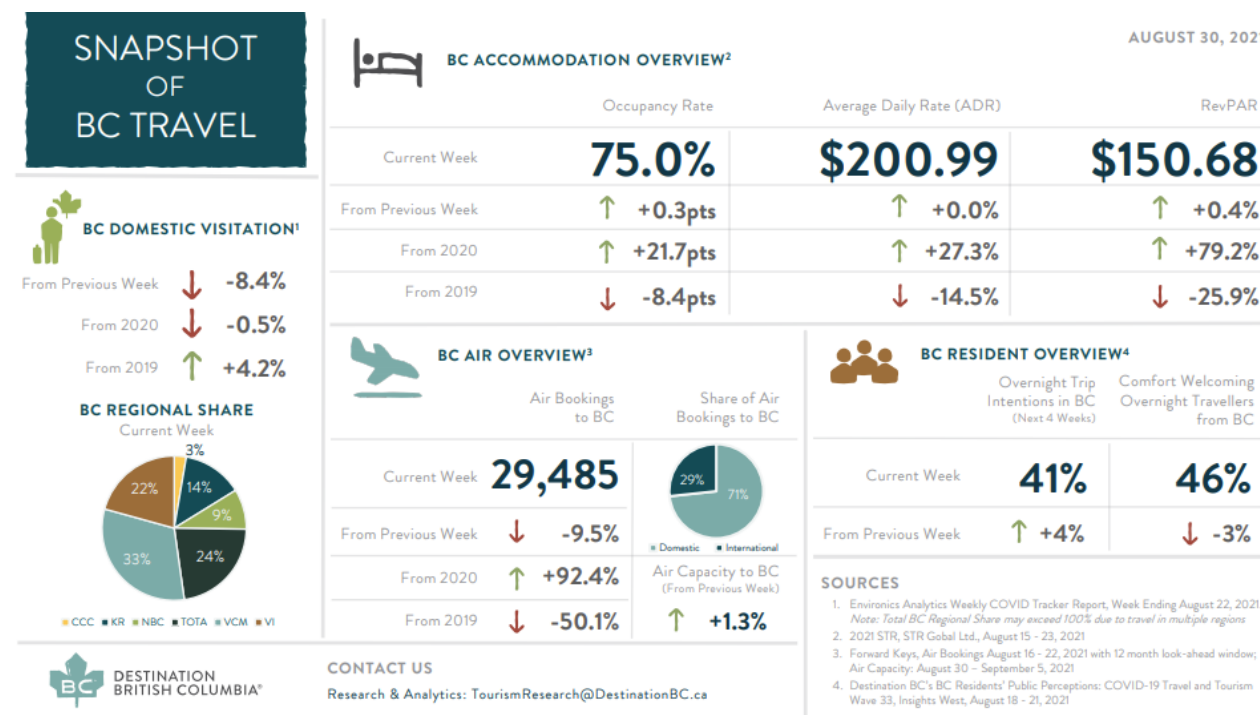 SNAPSHOT
OF
BC TRAVEL
BC DOMESTIC VISITATION¹
From Previous Week -8.4%
From 2020 -0.5%
From 2019 +4.2%
BC REGIONAL SHARE
Current Week
3%
14%
9%
24%
33%
22%
CCC KR NBC TOTA VCM VI
BC
DESTINATION
BRITISH COLUMBIA®
AUGUST 30, 2021
BC ACCOMMODATION OVERVIEW²
Occupancy Rate Average Daily Rate (ADR) RevPAR
Current Week 75.0% $200.99 $150.68
From Previous Week +0.3pts +0.0% +0.4%
From 2020 +21.7pts +27.3% +79.2%
From 2019 -8.4pts -14.5% -25.9%
BC AIR OVERVIEW³
Air Bookings
to BC
Current Week 29,485
From Previous Week -9.5%
From 2020 +92.4%
From 2019 -50.1%
Share of Air
Bookings to BC
29%
71%
Domestic International
Air Capacity to BC
(From Previous Week)
+1.3%
BC RESIDENT OVERVIEW⁴
Overnight Trip
Intentions in BC
(Next 4 Weeks)
Comfort Welcoming
Overnight Travellers
from BC
Current Week 41% 46%
From Previous Week +4% -3%
SOURCES
1. Environics Analytics Weekly COVID Tracker Report, Week Ending August 22, 2021
Note: Total BC Regional Share may exceed 100% due to travel in multiple regions
2. 2021 STR, STR Gobal Ltd., August 15 - 23, 2021
3. Forward Keys, Air Bookings August 16 - 22, 2021 with 12 month look-ahead window;
Air Capacity: August 30 – September 5, 2021
4. Destination BC's BC Residents' Public Perceptions: COVID-19 Travel and Tourism
Wave 33, Insights West, August 18 - 21, 2021
CONTACT US
Research & Analytics: TourismResearch@DestinationBC.ca